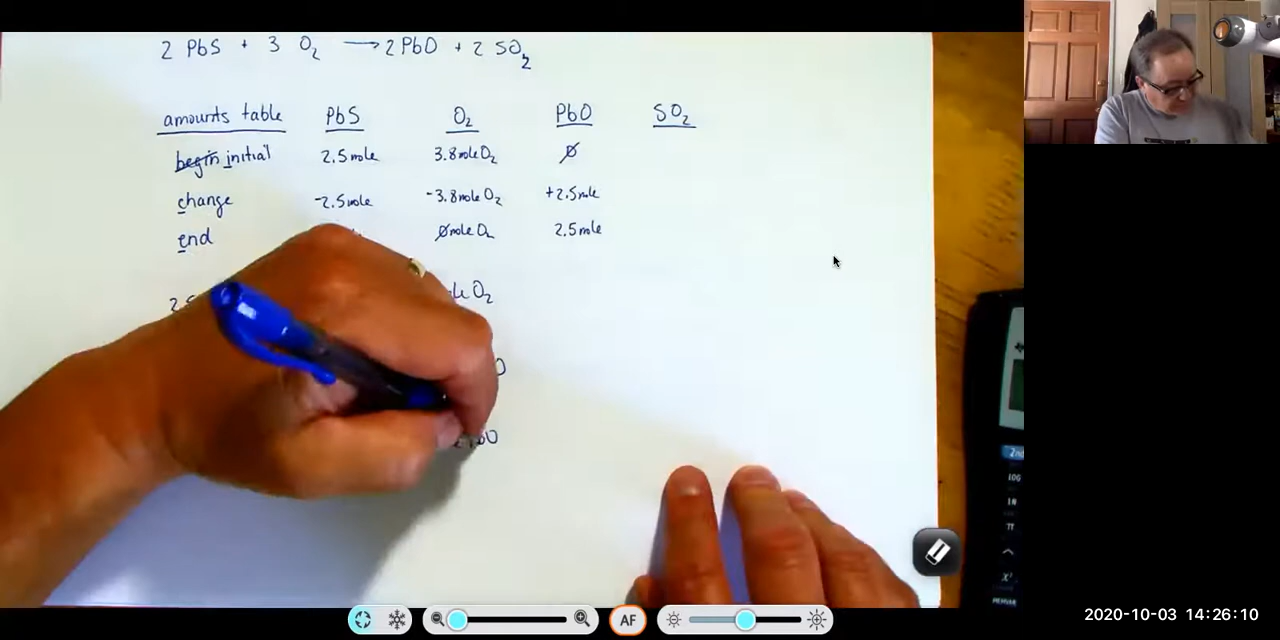 2 PbS + 3 O₂ → 2 PbO + 2 SO₂
amounts table PbS O₂ PbO SO₂
begin initial 2.5 mole 3.8 mole O₂ ∅
change -2.5 mole -3.8 mole O₂ +2.5 mole
end ∅ mole O₂ 2.5 mole
O₂
AF
2020-10-03 14:26:10